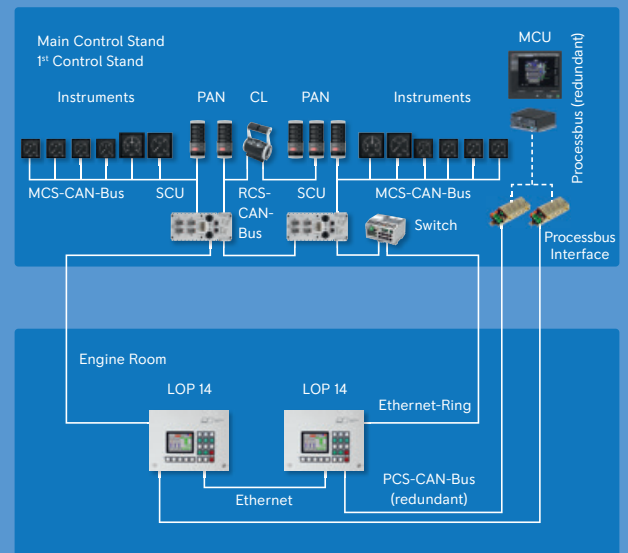 Main Control Stand
1st Control Stand
MCU
Processbus (redundant)
Instruments
PAN
CL
PAN
Instruments
MCS-CAN-Bus
SCU
RCS-
CAN-
Bus
SCU
MCS-CAN-Bus
Switch
Processbus
Interface
Engine Room
LOP 14
LOP 14
Ethernet-Ring
Ethernet
PCS-CAN-Bus
(redundant)